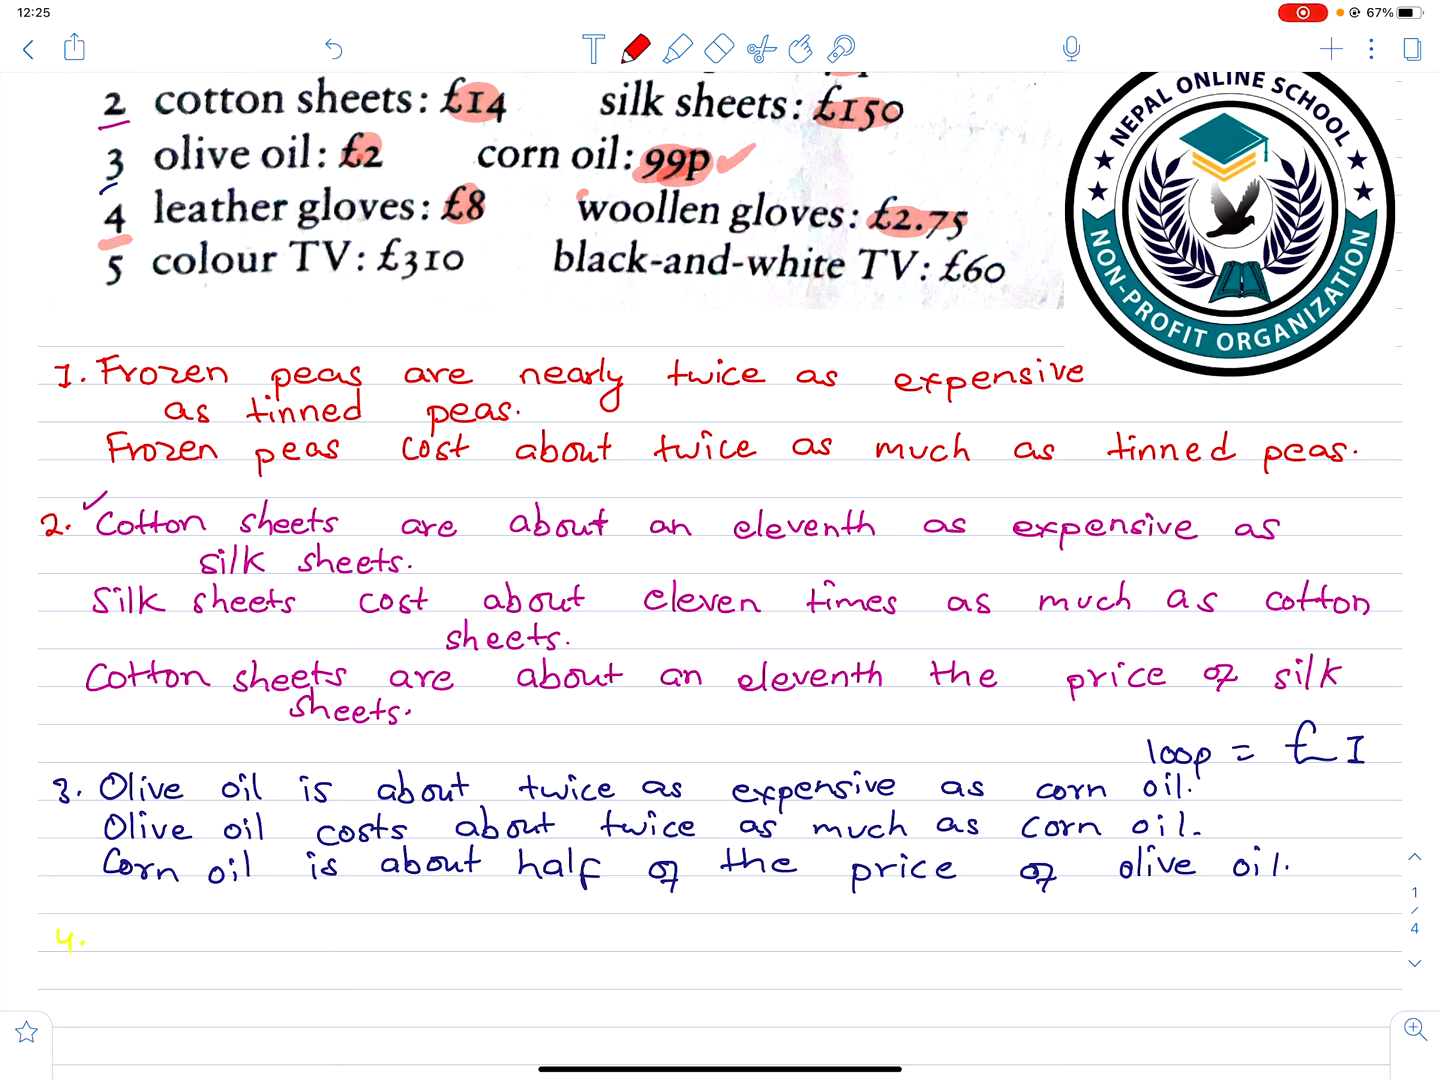 12:25
67%
2 cotton sheets: £14 silk sheets: £150
3 olive oil: £2 corn oil: 99p
4 leather gloves: £8 woollen gloves: £2.75
5 colour TV: £310 black-and-white TV: £60
NEPAL ONLINE SCHOOL
NON-PROFIT ORGANIZATION
1. Frozen peas are nearly twice as expensive
as tinned peas.
Frozen peas cost about twice as much as tinned peas.
2. Cotton sheets are about an eleventh as expensive as
silk sheets.
Silk sheets cost about eleven times as much as cotton
sheets.
Cotton sheets are about an eleventh the price of silk
sheets.
100p = £1
3. Olive oil is about twice as expensive as corn oil.
Olive oil costs about twice as much as corn oil.
Corn oil is about half of the price of olive oil.
4.
1
/
4